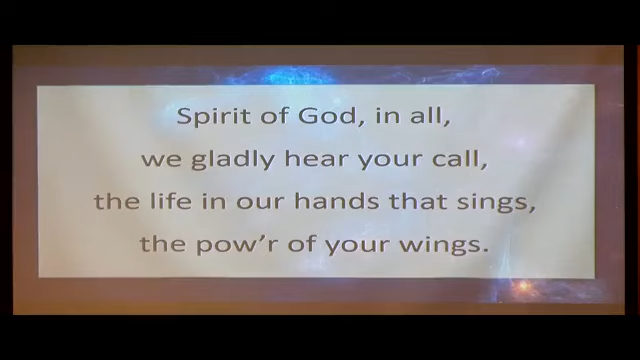 Spirit of God, in all,
we gladly hear your call,
the life in our hands that sings,
the pow’r of your wings.